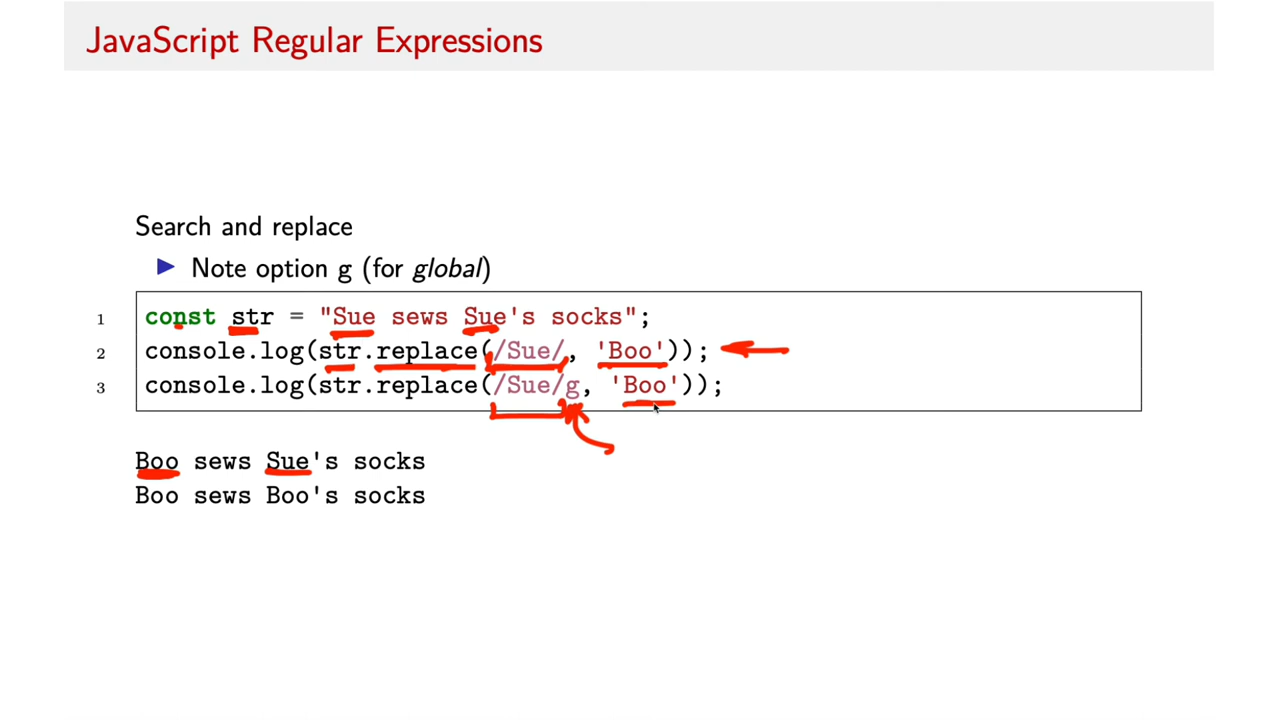 JavaScript Regular Expressions
Search and replace
▶ Note option g (for global)
1 const str = "Sue sews Sue's socks";
2 console.log(str.replace(/Sue/, 'Boo'));
3 console.log(str.replace(/Sue/g, 'Boo'));
Boo sews Sue's socks
Boo sews Boo's socks